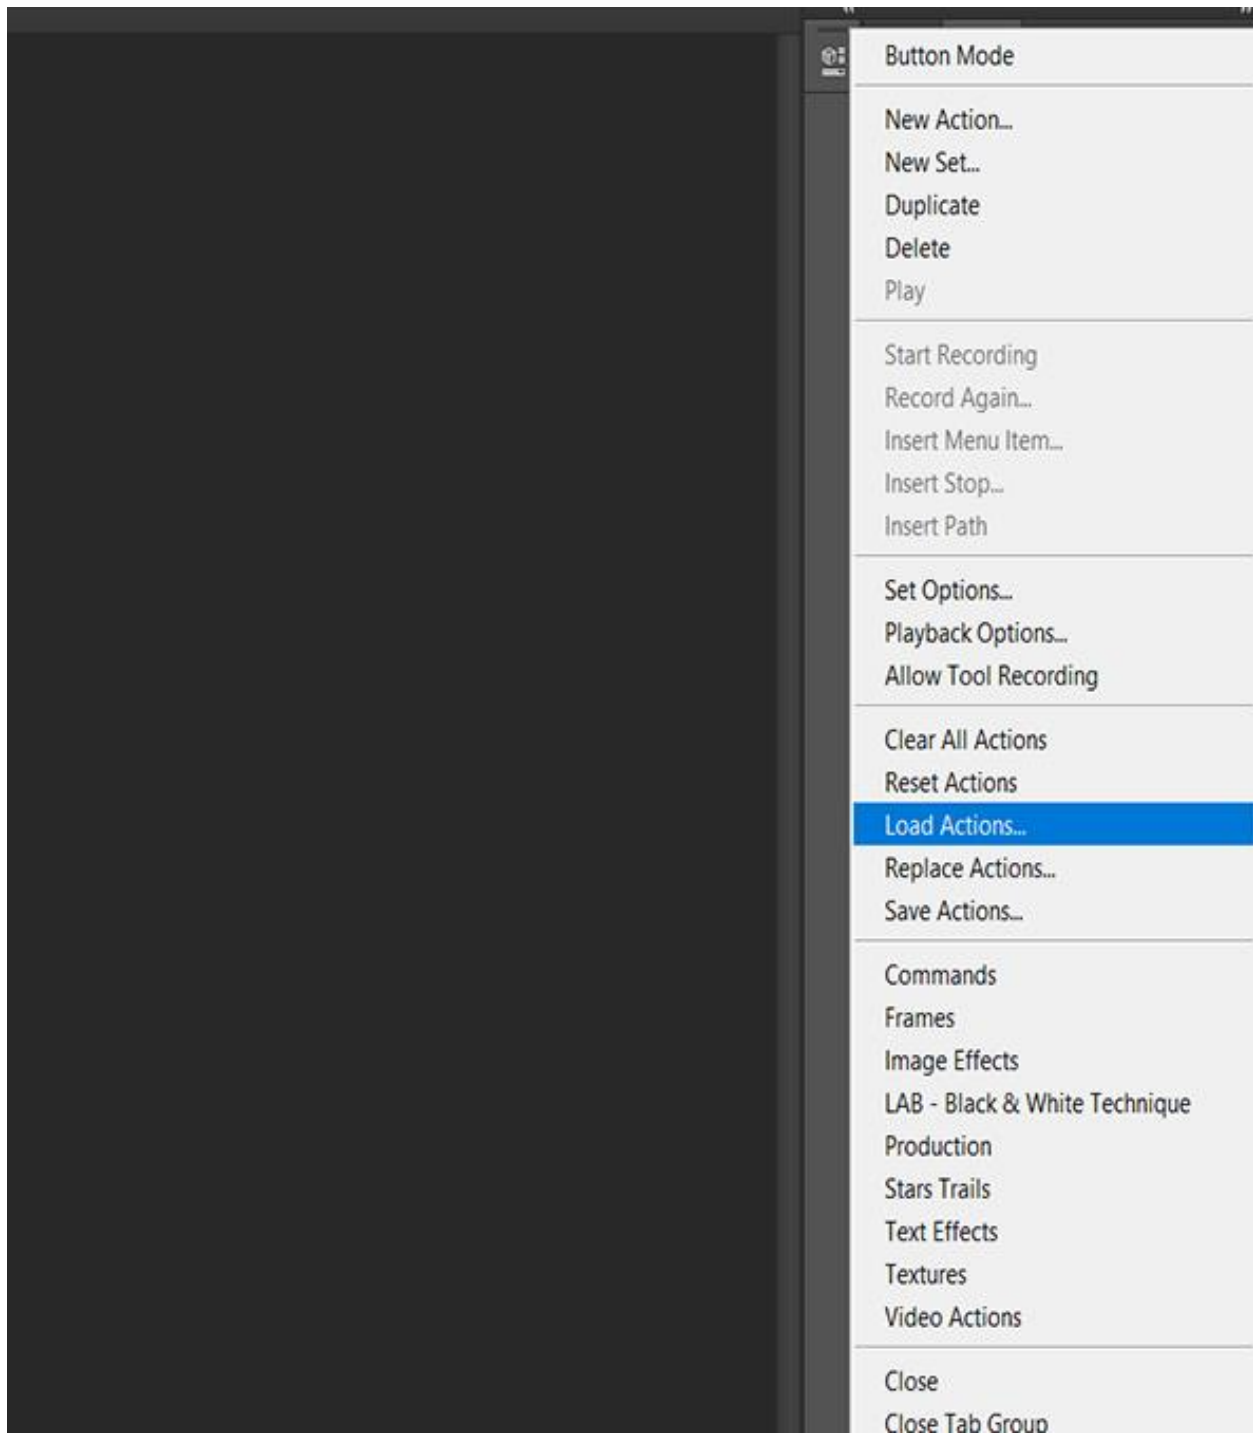 Button Mode
New Action...
New Set...
Duplicate
Delete
Play
Start Recording
Record Again...
Insert Menu Item...
Insert Stop...
Insert Path
Set Options...
Playback Options...
Allow Tool Recording
Clear All Actions
Reset Actions
Load Actions...
Replace Actions...
Save Actions...
Commands
Frames
Image Effects
LAB - Black & White Technique
Production
Stars Trails
Text Effects
Textures
Video Actions
Close
Close Tab Group